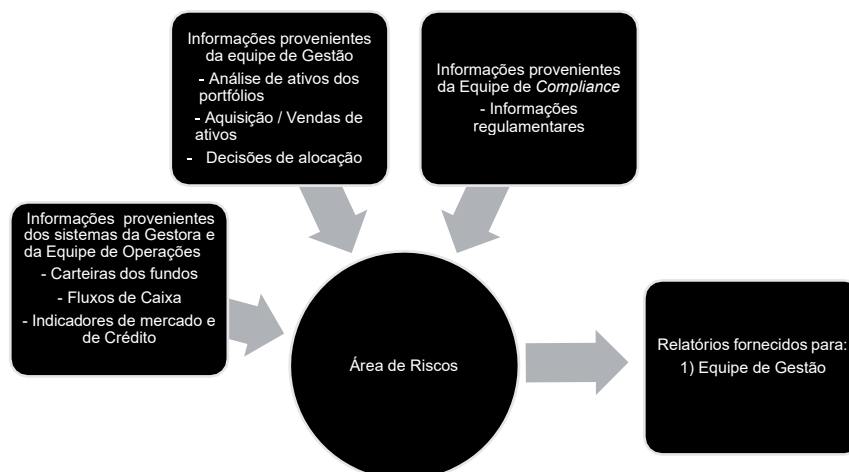 Informações provenientes
da equipe de Gestão
- Análise de ativos dos
portfólios
- Aquisição / Vendas de
ativos
- Decisões de alocação
Informações provenientes
da Equipe de Compliance
- Informações
regulamentares
Informações provenientes
dos sistemas da Gestora e
da Equipe de Operações
- Carteiras dos fundos
- Fluxos de Caixa
- Indicadores de mercado e
de Crédito
Área de Riscos
Relatórios fornecidos para:
1) Equipe de Gestão